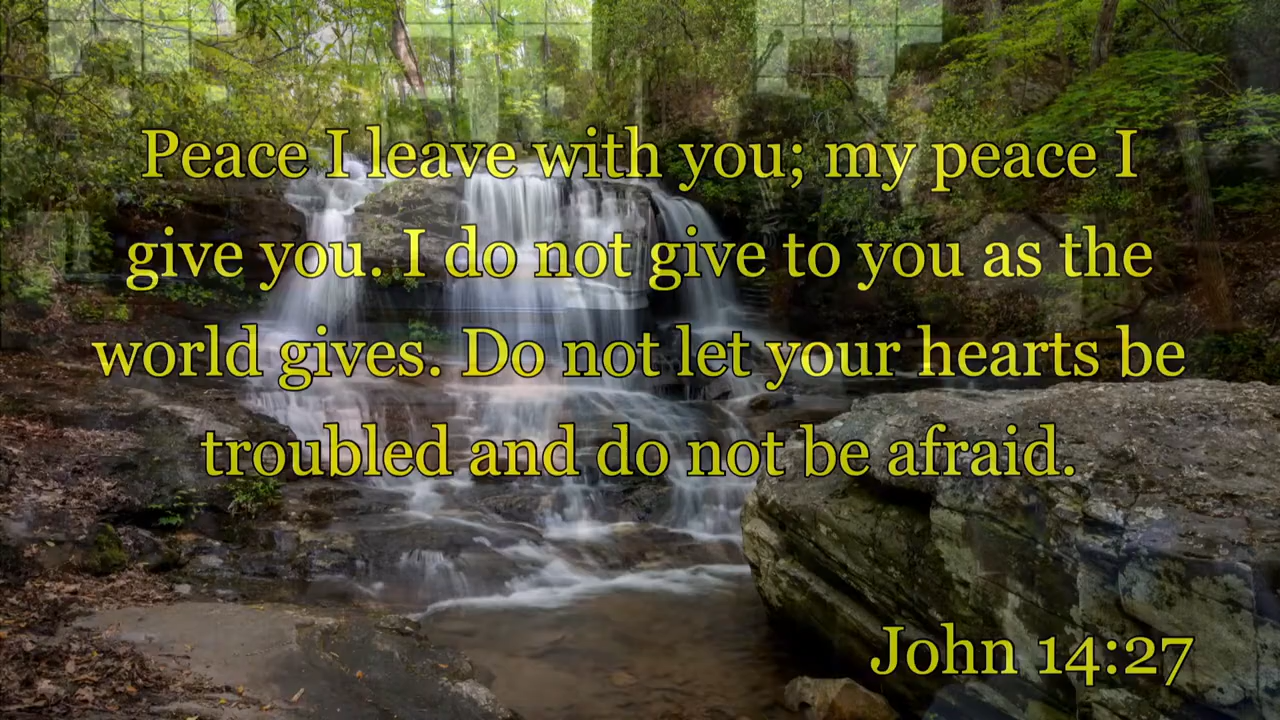 Peace I leave with you; my peace I
give you. I do not give to you as the
world gives. Do not let your hearts be
troubled and do not be afraid.
John 14:27